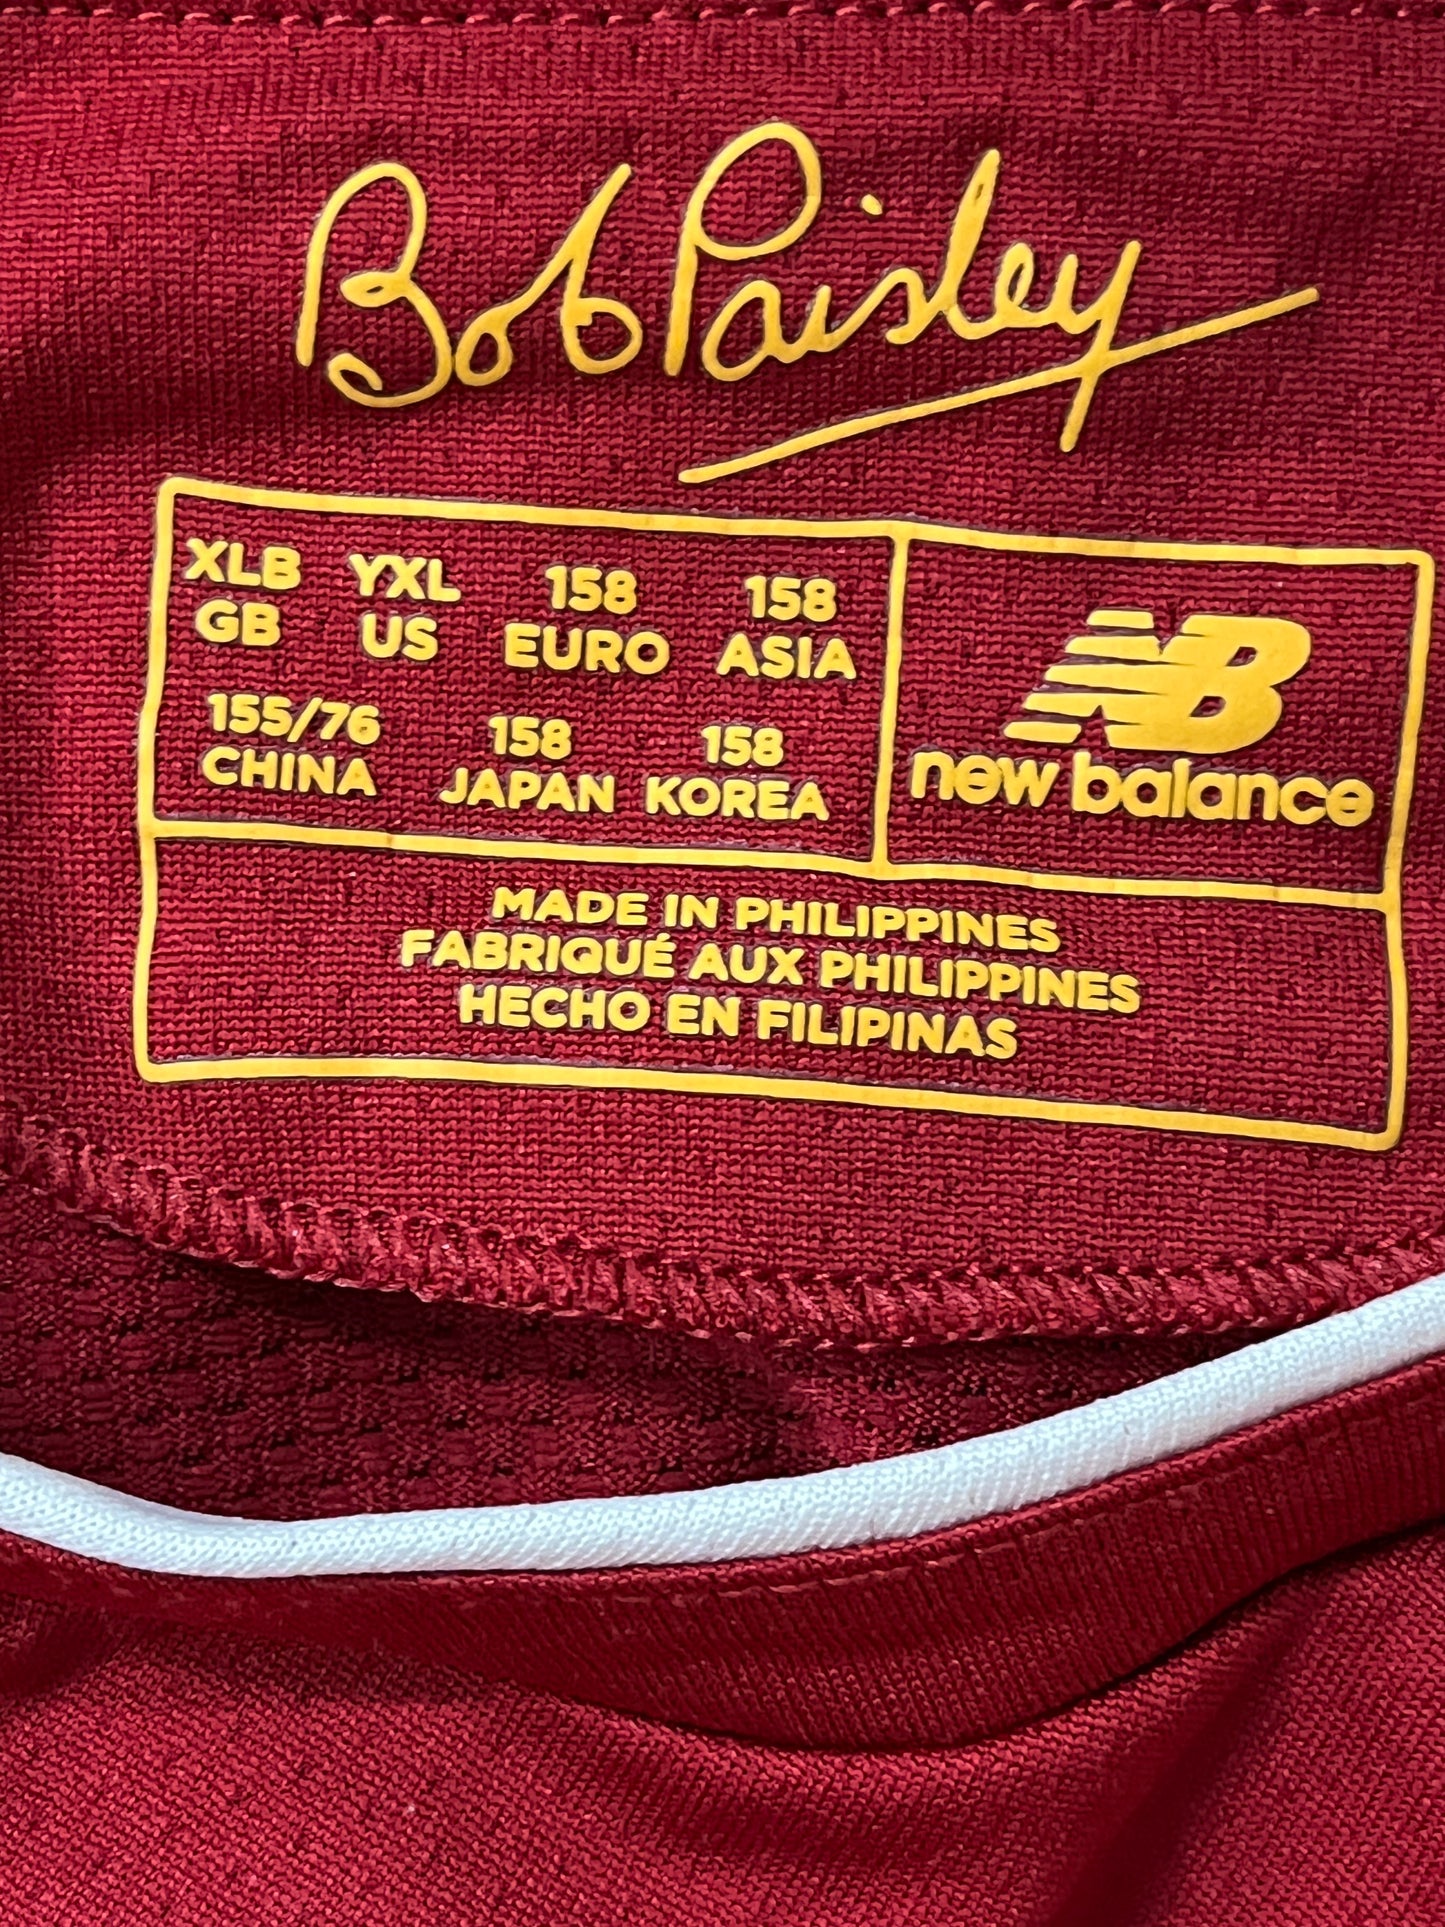 Bob Paisley
XLB YXL 158 158
GB US EURO ASIA
155/76 158 158
CHINA JAPAN KOREA
NB
new balance
MADE IN PHILIPPINES
FABRIQUÉ AUX PHILIPPINES
HECHO EN FILIPINAS